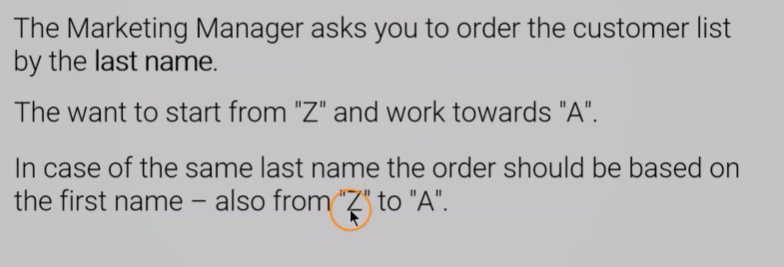 The Marketing Manager asks you to order the customer list
by the last name.
The want to start from "Z" and work towards "A".
In case of the same last name the order should be based on
the first name – also from "Z" to "A".